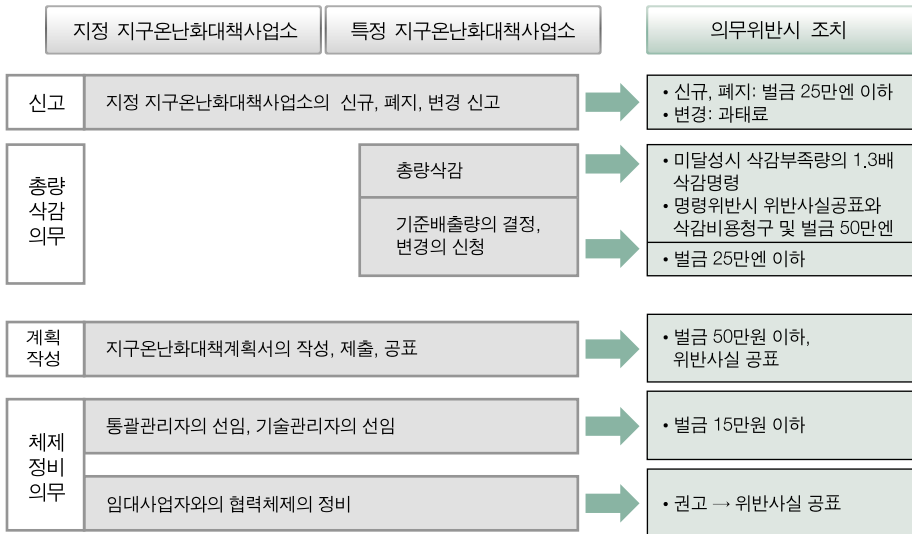 지정 지구온난화대책사업소
특정 지구온난화대책사업소
의무위반시 조치
신고
지정 지구온난화대책사업소의 신규, 폐지, 변경 신고
• 신규, 폐지: 벌금 25만엔 이하
• 변경: 과태료
총량
삭감
의무
총량삭감
• 미달성시 삭감부족량의 1.3배
삭감명령
• 명령위반시 위반사실공표와
삭감비용청구 및 벌금 50만엔
기준배출량의 결정,
변경의 신청
• 벌금 25만엔 이하
계획
작성
지구온난화대책계획서의 작성, 제출, 공표
• 벌금 50만원 이하,
위반사실 공표
체제
정비
의무
통괄관리자의 선임, 기술관리자의 선임
• 벌금 15만원 이하
임대사업자와의 협력체제의 정비
• 권고 → 위반사실 공표